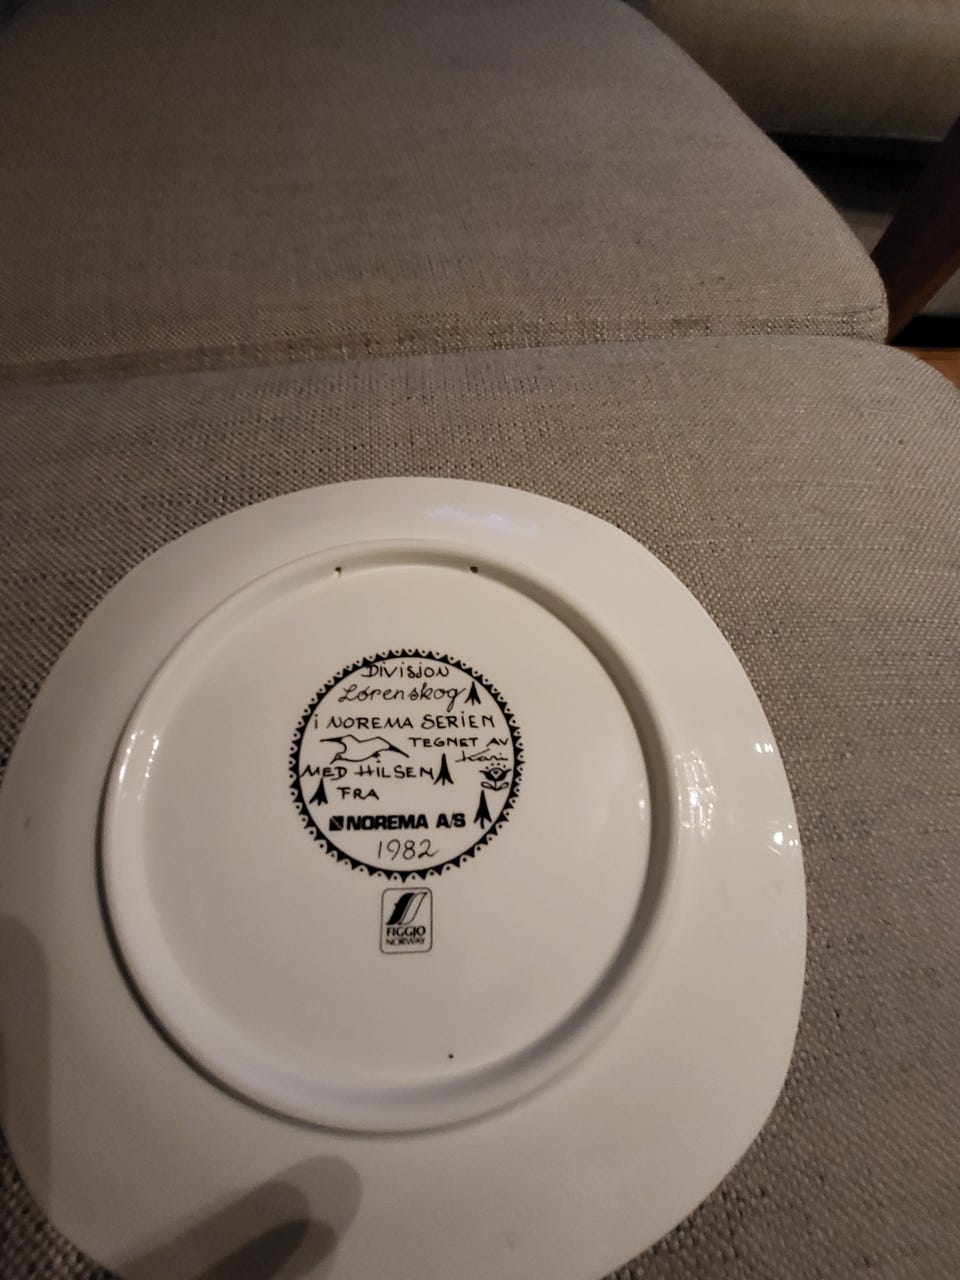 Divisjon
Lørenskog
i NOREMA SERIEN
TEGNET AV
Kari
MED HILSEN
FRA
NOREMA A/S
1982
FIGGJO
NORWAY